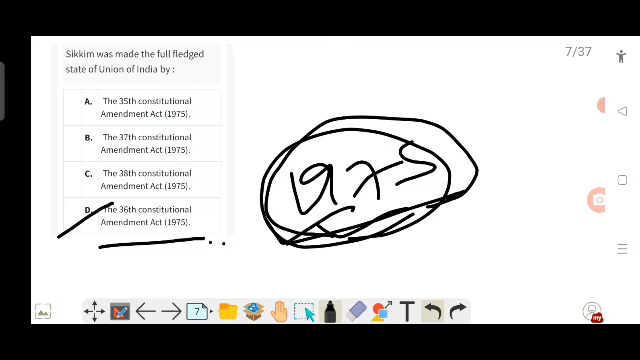 7/37
Sikkim was made the full fledged
state of Union of India by :
A. The 35th constitutional
Amendment Act (1975).
B. The 37th constitutional
Amendment Act (1975).
C. The 38th constitutional
Amendment Act (1975).
D. The 36th constitutional
Amendment Act (1975).
1975
7
T
my